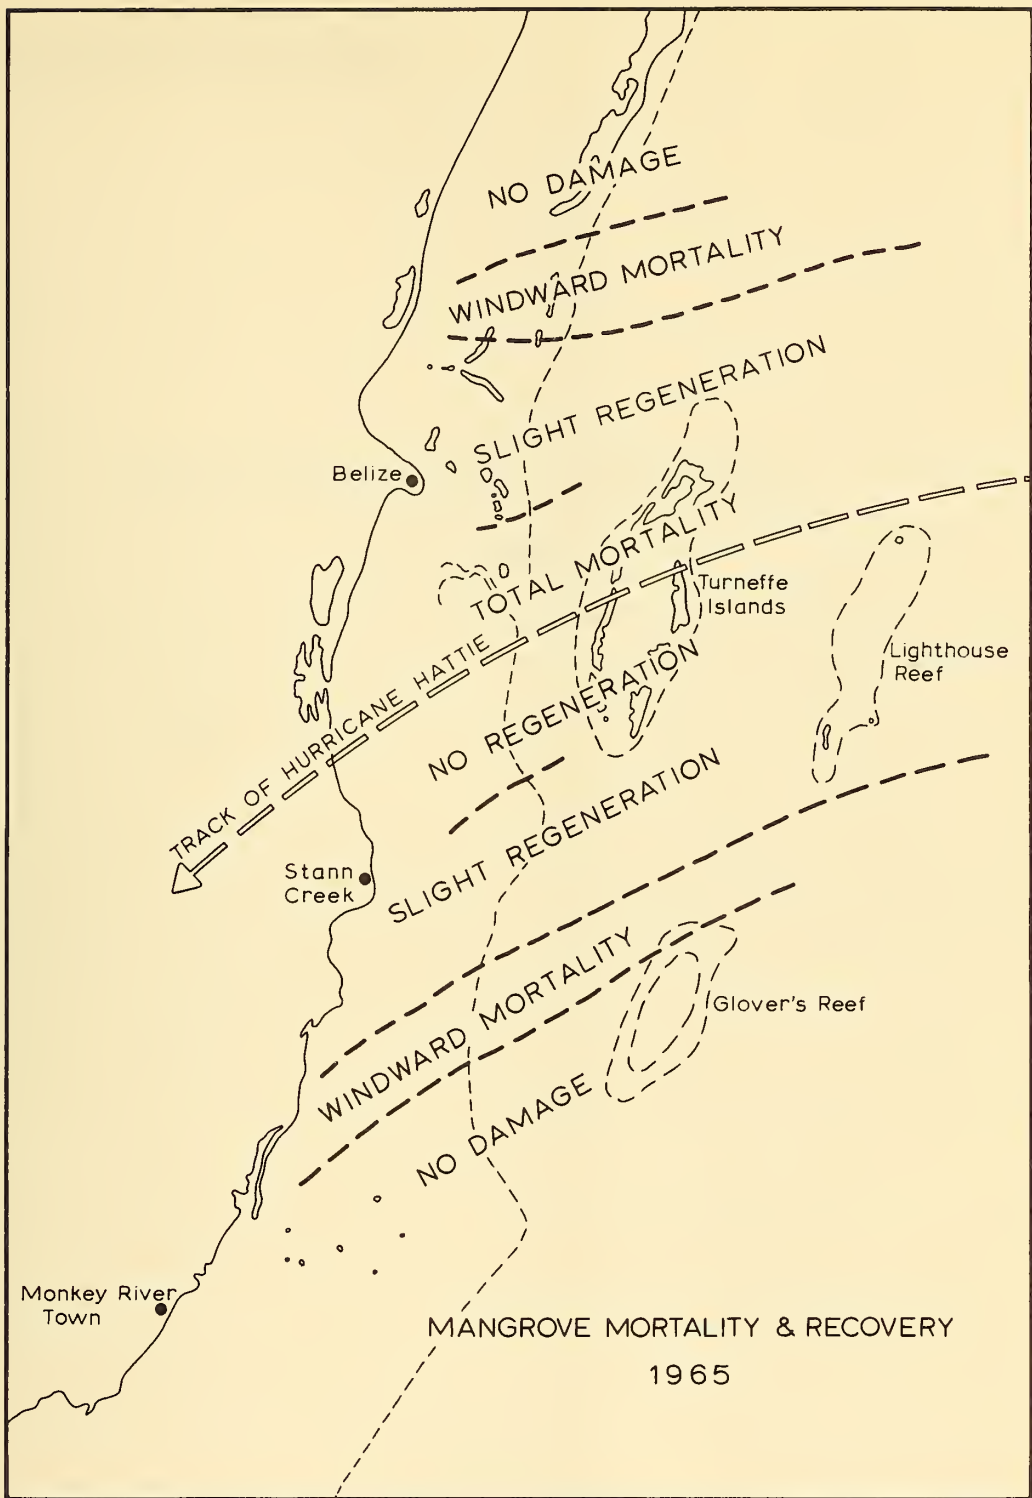 NO DAMAGE
WINDWARD MORTALITY
SLIGHT REGENERATION
Belize
TOTAL MORTALITY
Turneffe
Islands
Lighthouse
Reef
TRACK OF HURRICANE HATTIE
NO REGENERATION
SLIGHT REGENERATION
Stann
Creek
WINDWARD MORTALITY
Glover's Reef
NO DAMAGE
Monkey River
Town
MANGROVE MORTALITY & RECOVERY
1965